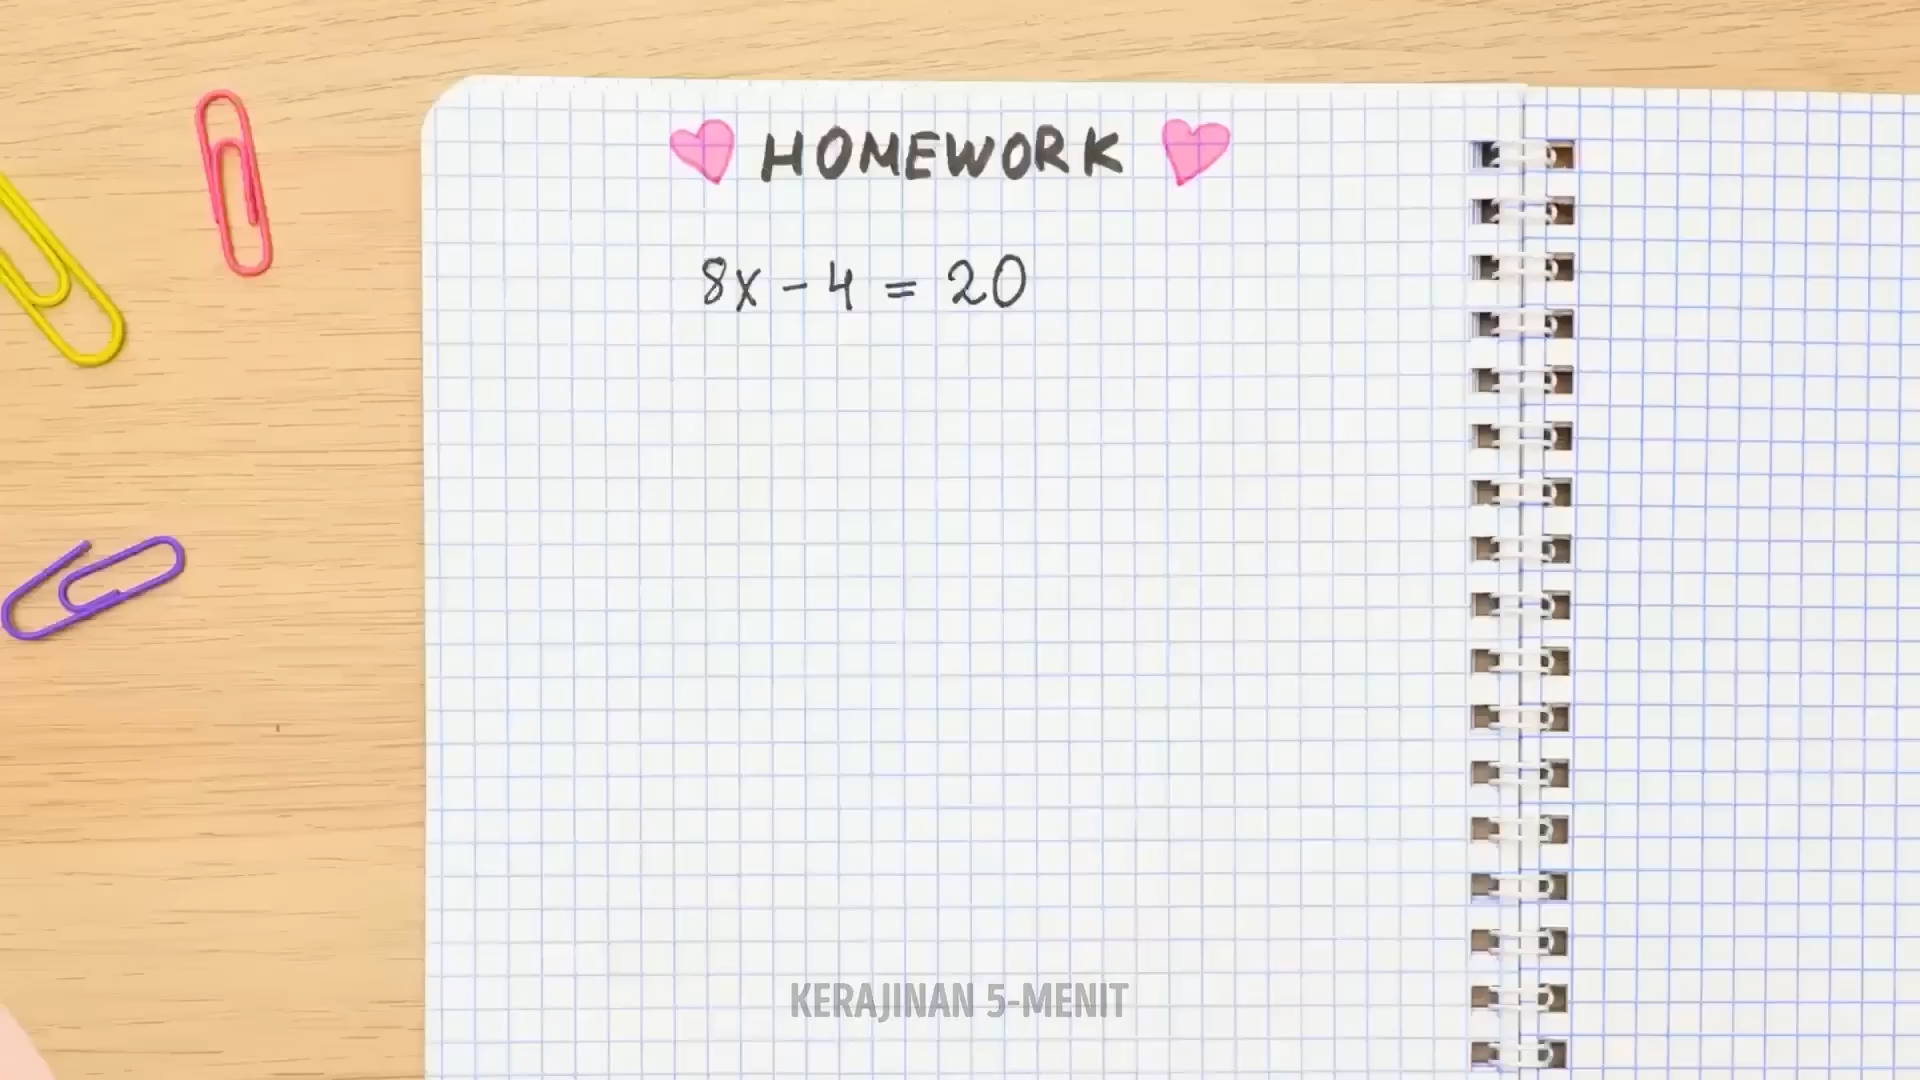 HOMEWORK
8x - 4 = 20
KERAJINAN 5-MENIT